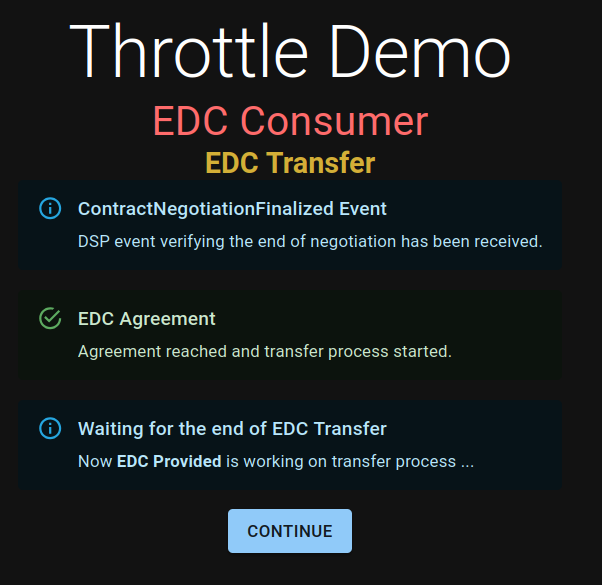 Throttle Demo
EDC Consumer
EDC Transfer
ContractNegotiationFinalized Event
DSP event verifying the end of negotiation has been received.
EDC Agreement
Agreement reached and transfer process started.
Waiting for the end of EDC Transfer
Now EDC Provided is working on transfer process ...
CONTINUE